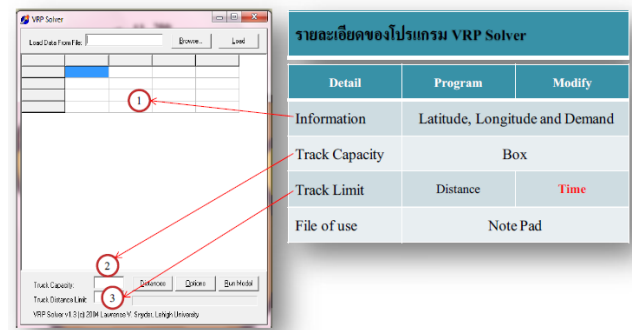 VRP Solver
Load Data From File:
Browse...
Load
1
2
Truck Capacity:
Distances
Options
Run Model
Truck Distance Limit:
3
VRP Solver v1.3 (c) 2004 Lawrence V. Snyder, Lehigh University
รายละเอียดของโปรแกรม VRP Solver
Detail Program Modify
Information Latitude, Longitude and Demand
Track Capacity Box
Track Limit Distance Time
File of use Note Pad